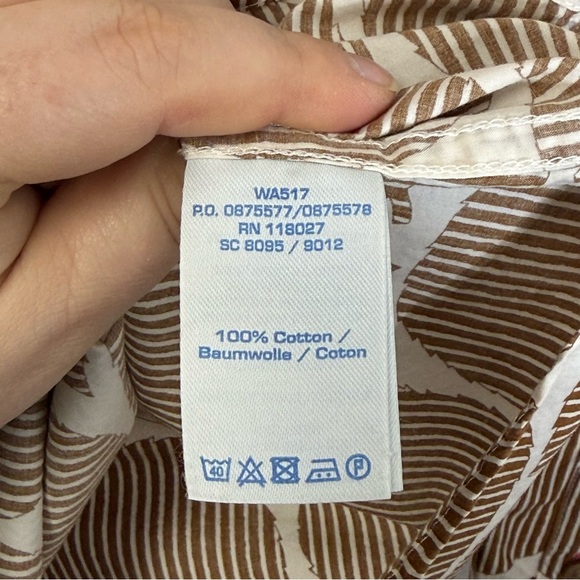 WA517
P.O. 0875577/0875578
RN 118027
SC 8095 / 9012
100% Cotton /
Baumwolle / Coton
40 P